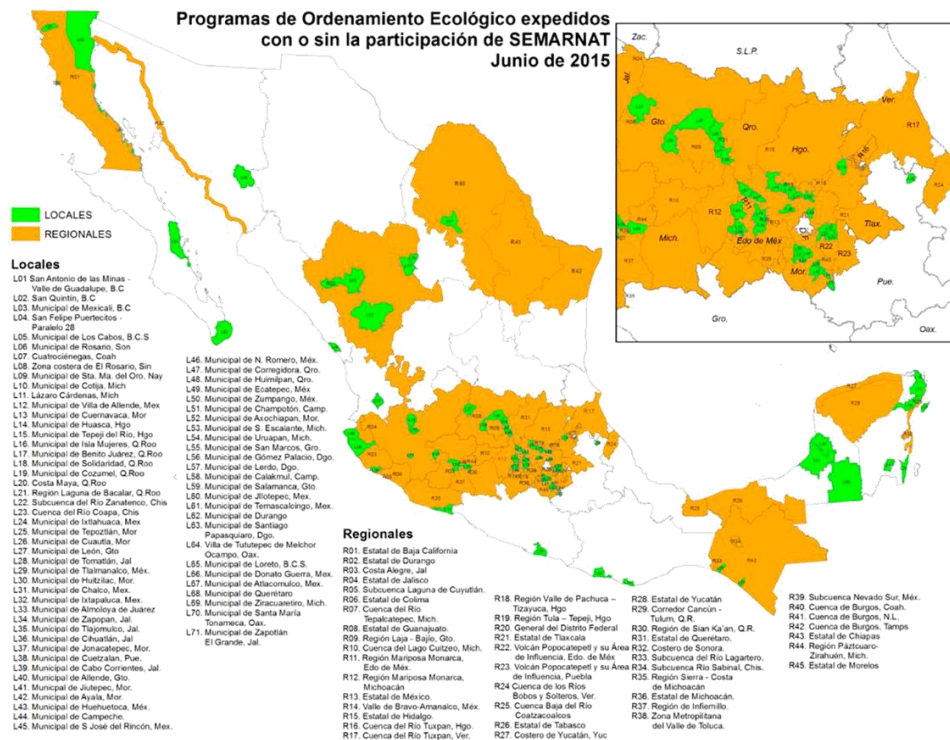 Programas de Ordenamiento Ecológico expedidos
con o sin la participación de SEMARNAT
Junio de 2015
LOCALES
REGIONALES
Zac.
S.L.P.
Ver.
Jal.
Gto.
Qro.
Hgo.
R17
R16
R12
R11
Mich.
Edo de Méx
D.F.
Tlax.
R22
R23
Mor.
Pue.
Gro.
Oax.
Locales
L01 San Antonio de las Minas -
Valle de Guadalupe, B.C
L02. San Quintín, B.C
L03. Municipal de Mexicali, B.C
L04. San Felipe Puertecitos -
Paralelo 28
L05. Municipal de Los Cabos, B.C.S
L06 Municipal de Rosario, Son
L07. Cuatrociénegas, Coah
L08. Zona costera de El Rosario, Sin
L09. Municipal de Sta. Ma. del Oro, Nay
L10. Municipal de Cotija, Mich
L11. Lázaro Cárdenas, Mich
L12. Municipal de Villa de Allende, Mex
L13 Municipal de Cuernavaca, Mor
L14. Municipal de Huasca, Hgo
L15. Municipal de Tepeji del Río, Hgo
L16. Municipal de Isla Mujeres, Q.Roo
L17. Municipal de Benito Juárez, Q.Roo
L18. Municipal de Solidaridad, Q.Roo
L19. Municipal de Cozumel, Q.Roo
L20. Costa Maya, Q.Roo
L21. Región Laguna de Bacalar, Q.Roo
L22. Subcuenca del Río Zanatenco, Chis
L23. Cuenca del Río Coapa, Chis
L24. Municipal de Ixtlahuaca, Mex
L25. Municipal de Tepoztlán, Mor
L26. Municipal de Cuautla, Mor
L27. Municipal de León, Gto
L28. Municipal de Tomatlán, Jal
L29. Municipal de Tlalmanalco, Méx.
L30. Municipal de Huitzilac, Mor.
L31. Municipal de Chalco, Mex.
L32. Municipal de Ixtapaluca, Mex.
L33. Municipal de Almoloya de Juárez
L34. Municipal de Zapopan, Jal.
L35. Municipal de Tlajomulco, Jal.
L36. Municipal de Cihuatlán, Jal
L37. Municipal de Jonacatepec, Mor.
L38. Municipal de Cuetzalan, Pue.
L39. Municipal de Cabo Corrientes, Jal.
L40. Municipal de Allende, Gto.
L41. Municipal de Jiutepec, Mor.
L42. Municipal de Ayala, Mor.
L43. Municipal de Huehuetoca, Méx.
L44. Municipal de Campeche.
L45. Municipal de S José del Rincón, Mex.
L46. Municipal de N. Romero, Méx.
L47. Municipal de Corregidora, Qro.
L48. Municipal de Huimilpan, Qro.
L49. Municipal de Ecatepec, Méx
L50. Municipal de Zumpango, Méx.
L51. Municipal de Champotón, Camp.
L52. Municipal de Axochiapan, Mor.
L53. Municipal de S. Escalante, Mich.
L54. Municipal de Uruapan, Mich.
L55. Municipal de San Marcos, Gro.
L56. Municipal de Gómez Palacio, Dgo.
L57. Municipal de Lerdo, Dgo.
L58. Municipal de Calakmul, Camp.
L59. Municipal de Salamanca, Gto.
L60. Municipal de Jilotepec, Mex.
L61. Municipal de Temascalcingo, Mex.
L62. Municipal de Durango
L63. Municipal de Santiago
Papasquiaro, Dgo.
L64. Villa de Tututepec de Melchor
Ocampo, Oax.
L65. Municipal de Loreto, B.C.S.
L66. Municipal de Donato Guerra, Mex.
L67. Municipal de Atlacomulco, Mex.
L68. Municipal de Querétaro
L69. Municipal de Ziracuaretiro, Mich.
L70. Municipal de Santa María
Tonameca, Oax.
L71. Municipal de Zapotlán
El Grande, Jal.
Regionales
R01. Estatal de Baja California
R02. Estatal de Durango
R03. Costa Alegre, Jal
R04. Estatal de Jalisco
R05. Subcuenca Laguna de Cuyutlán.
R06. Estatal de Colima
R07. Cuenca del Río
Tepalcatepec, Mich.
R08. Estatal de Guanajuato.
R09. Región Laja - Bajío, Gto.
R10. Cuenca del Lago Cuitzeo, Mich.
R11. Región Mariposa Monarca,
Edo de Méx.
R12. Región Mariposa Monarca,
Michoacán
R13. Estatal de México.
R14. Valle de Bravo-Amanalco, Méx
R15. Estatal de Hidalgo.
R16. Cuenca del Río Tuxpan, Hgo.
R17. Cuenca del Río Tuxpan, Ver.
R18. Región Valle de Pachuca –
Tizayuca, Hgo
R19. Región Tula – Tepeji, Hgo
R20. General del Distrito Federal
R21. Estatal de Tlaxcala
R22. Volcán Popocatepetl y su Área
de Influencia, Edo. de Méx
R23. Volcán Popocatepetl y su Área
de Influencia, Puebla
R24 Cuenca de los Ríos
Bobos y Solteros, Ver.
R25. Cuenca Baja del Río
Coatzacoalcos
R26. Estatal de Tabasco
R27. Costero de Yucatán, Yuc
R28. Estatal de Yucatán
R29. Corredor Cancún -
Tulum, Q.R.
R30. Región de Sian Ka'an, Q.R.
R31. Estatal de Querétaro.
R32. Costero de Sonora.
R33. Subcuenca del Río Lagartero.
R34. Subcuenca Río Sabinal, Chis.
R35. Región Sierra - Costa
de Michoacán
R36. Estatal de Michoacán.
R37. Región de Infiernillo.
R38. Zona Metropolitana
del Valle de Toluca.
R39. Subcuenca Nevado Sur, Méx.
R40. Cuenca de Burgos, Coah.
R41. Cuenca de Burgos, N.L.
R42. Cuenca de Burgos, Tamps
R43. Estatal de Chiapas
R44. Región Pátzcuaro-
Zirahuén, Mich.
R45. Estatal de Morelos